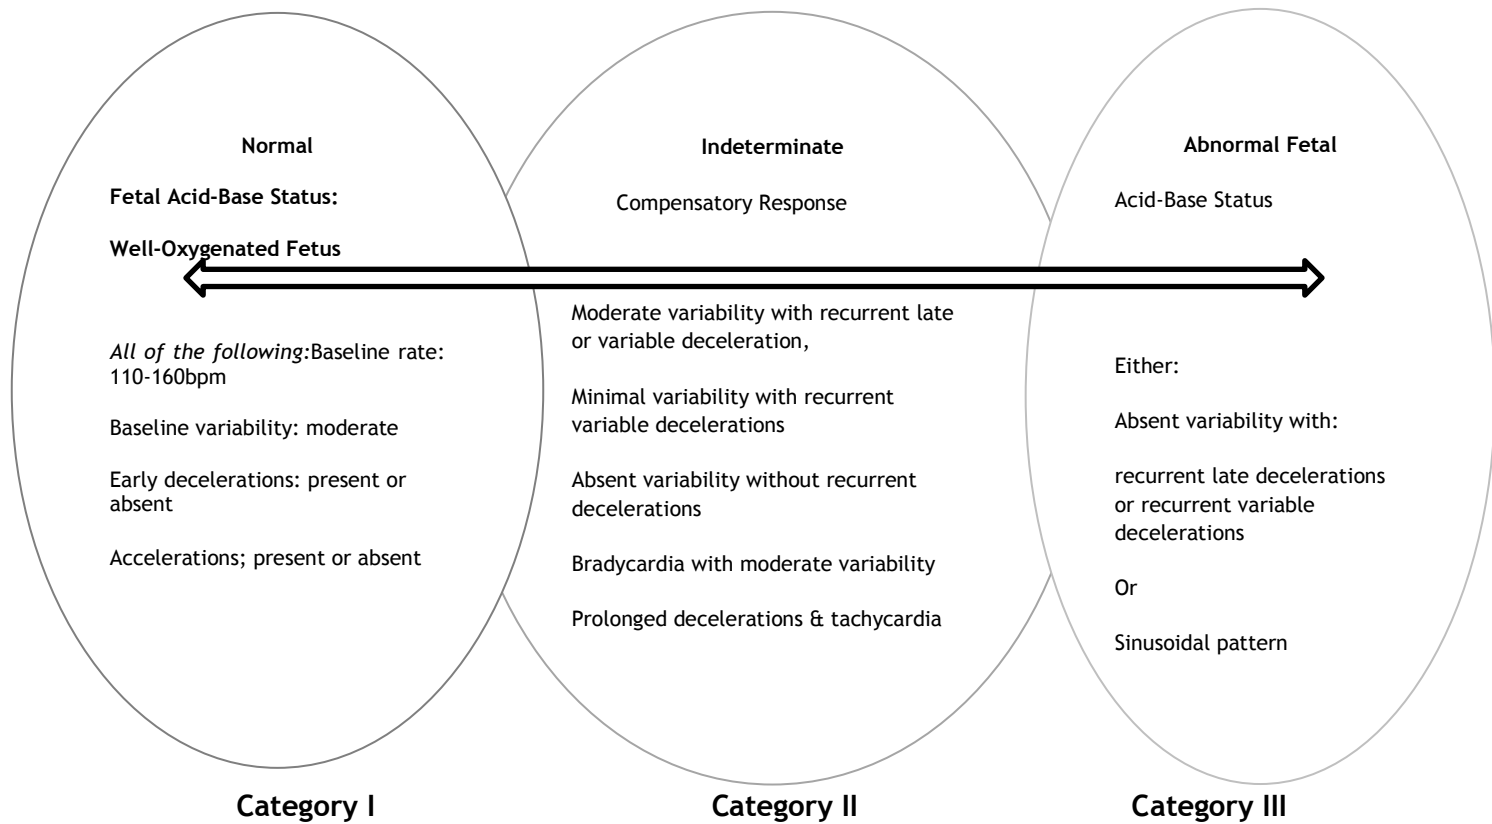 Normal
Fetal Acid-Base Status:
Well-Oxygenated Fetus
All of the following:Baseline rate:
110-160bpm
Baseline variability: moderate
Early decelerations: present or
absent
Accelerations; present or absent
Category I
Indeterminate
Compensatory Response
Moderate variability with recurrent late
or variable deceleration,
Minimal variability with recurrent
variable decelerations
Absent variability without recurrent
decelerations
Bradycardia with moderate variability
Prolonged decelerations & tachycardia
Category II
Abnormal Fetal
Acid-Base Status
Either:
Absent variability with:
recurrent late decelerations
or recurrent variable
decelerations
Or
Sinusoidal pattern
Category III